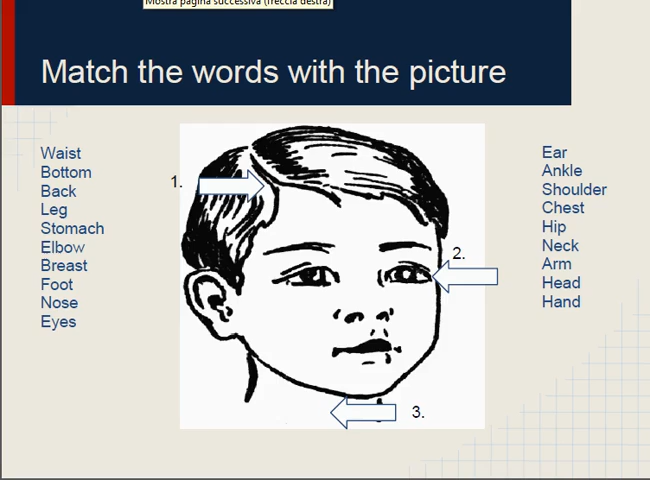 Mostra pagina successiva (freccia destra)
Match the words with the picture
Waist
Bottom
Back
Leg
Stomach
Elbow
Breast
Foot
Nose
Eyes
1.
2.
3.
Ear
Ankle
Shoulder
Chest
Hip
Neck
Arm
Head
Hand